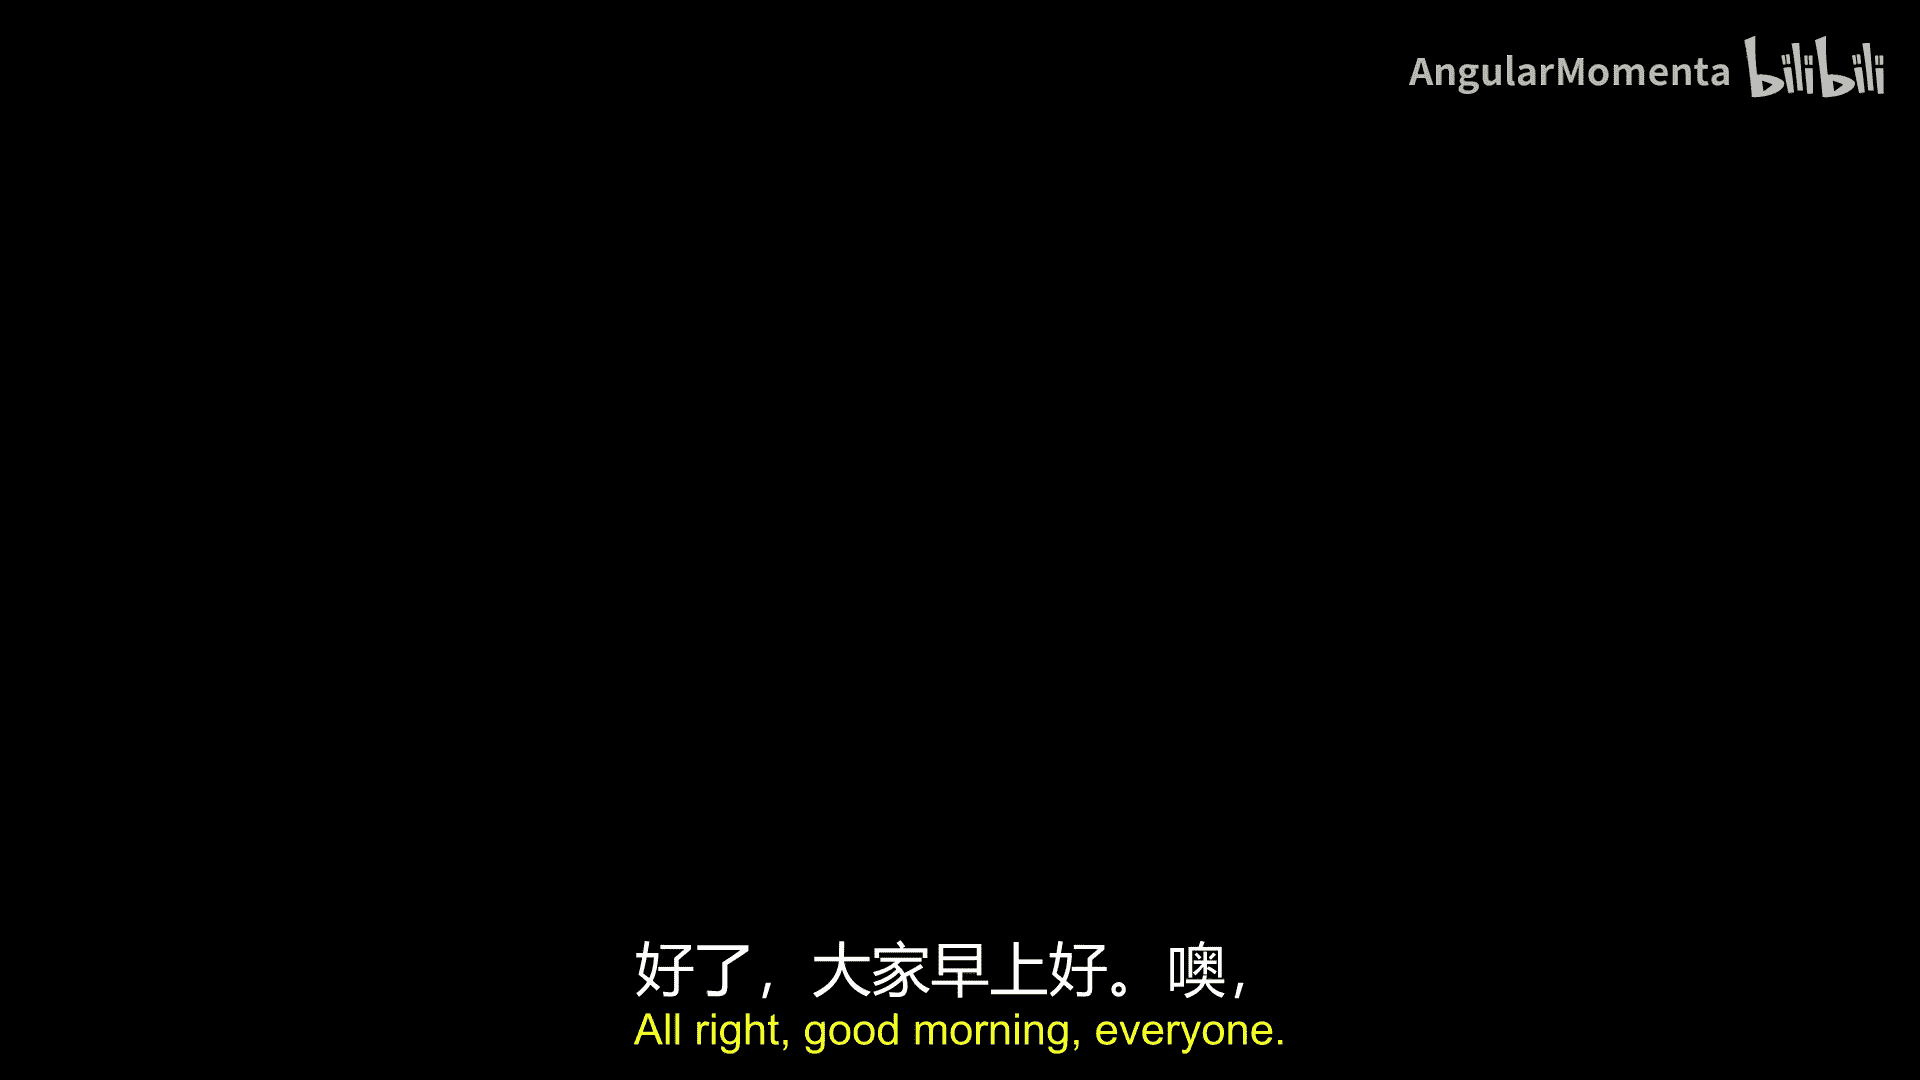 AngularMomenta bilibili
好了，大家早上好。噢，
All right, good morning, everyone.